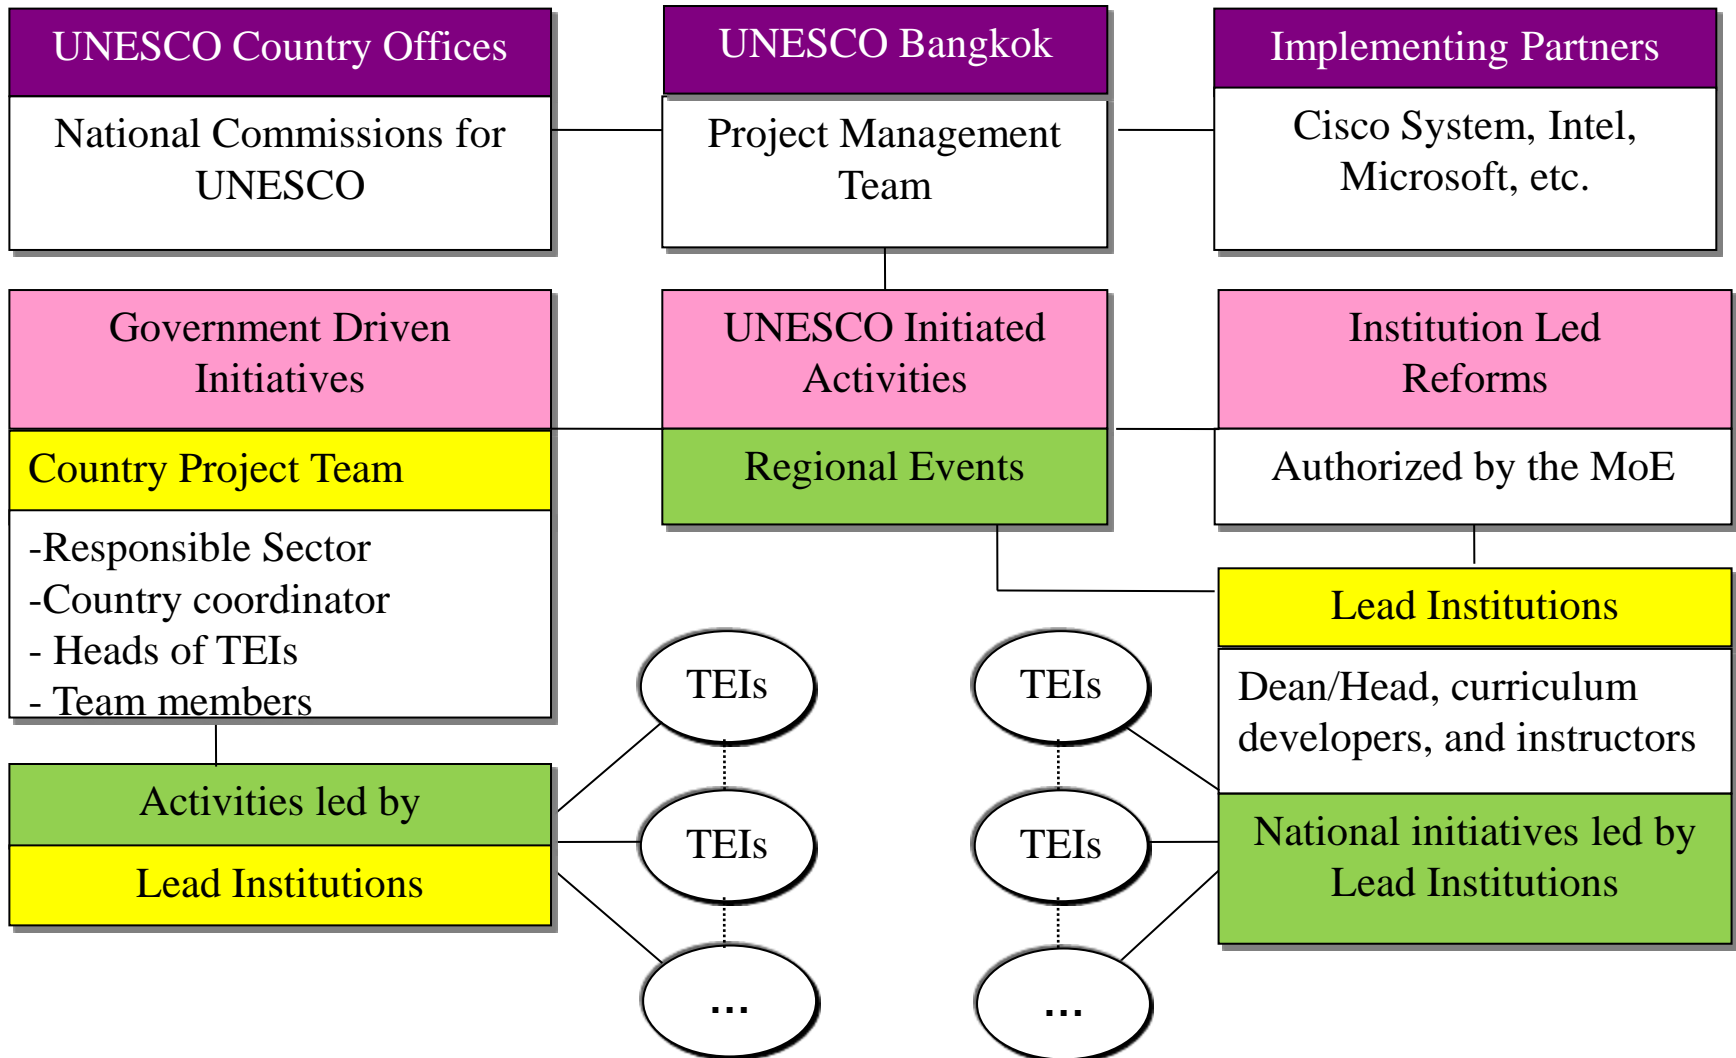 UNESCO Country Offices
National Commissions for
UNESCO
UNESCO Bangkok
Project Management
Team
Implementing Partners
Cisco System, Intel,
Microsoft, etc.
Government Driven
Initiatives
Country Project Team
-Responsible Sector
-Country coordinator
- Heads of TEIs
- Team members
Activities led by
Lead Institutions
UNESCO Initiated
Activities
Regional Events
Institution Led
Reforms
Authorized by the MoE
Lead Institutions
Dean/Head, curriculum
developers, and instructors
National initiatives led by
Lead Institutions
TEIs
TEIs
...
TEIs
TEIs
...